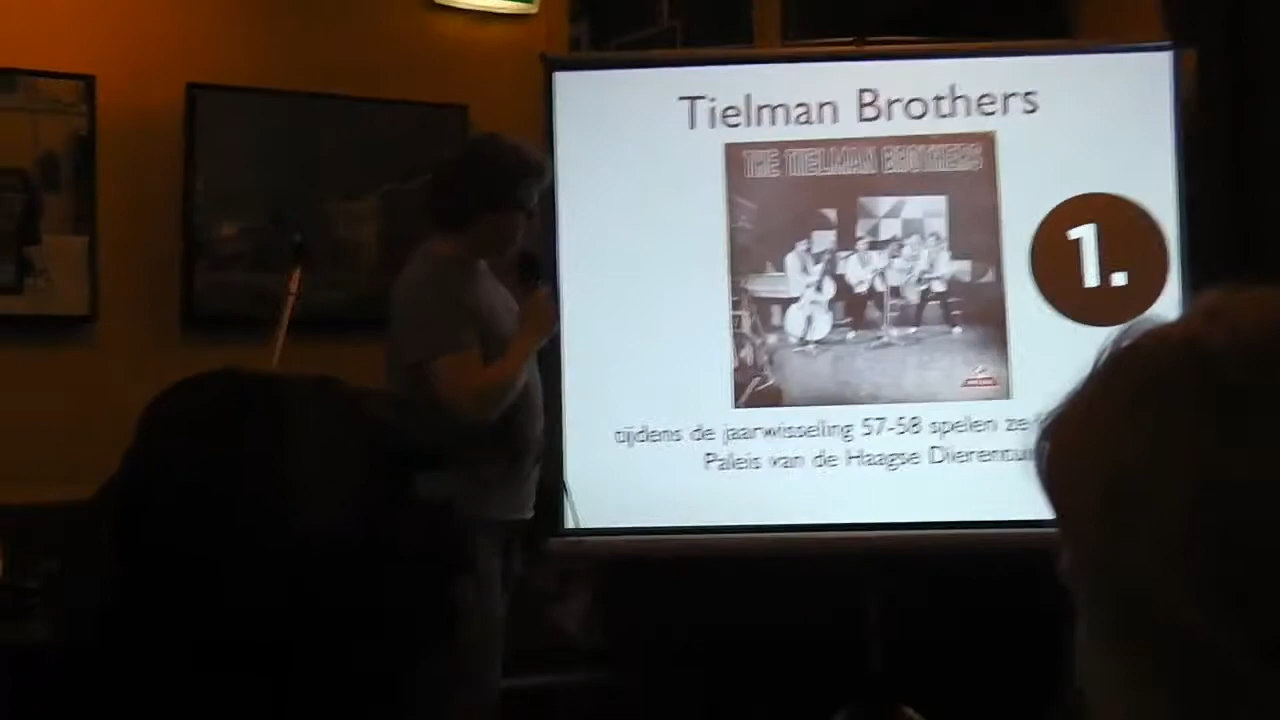 Tielman Brothers
THE TIELMAN BROTHERS
1.
tijdens de jaarwisseling 57-58 spelen ze
Paleis van de Haagse